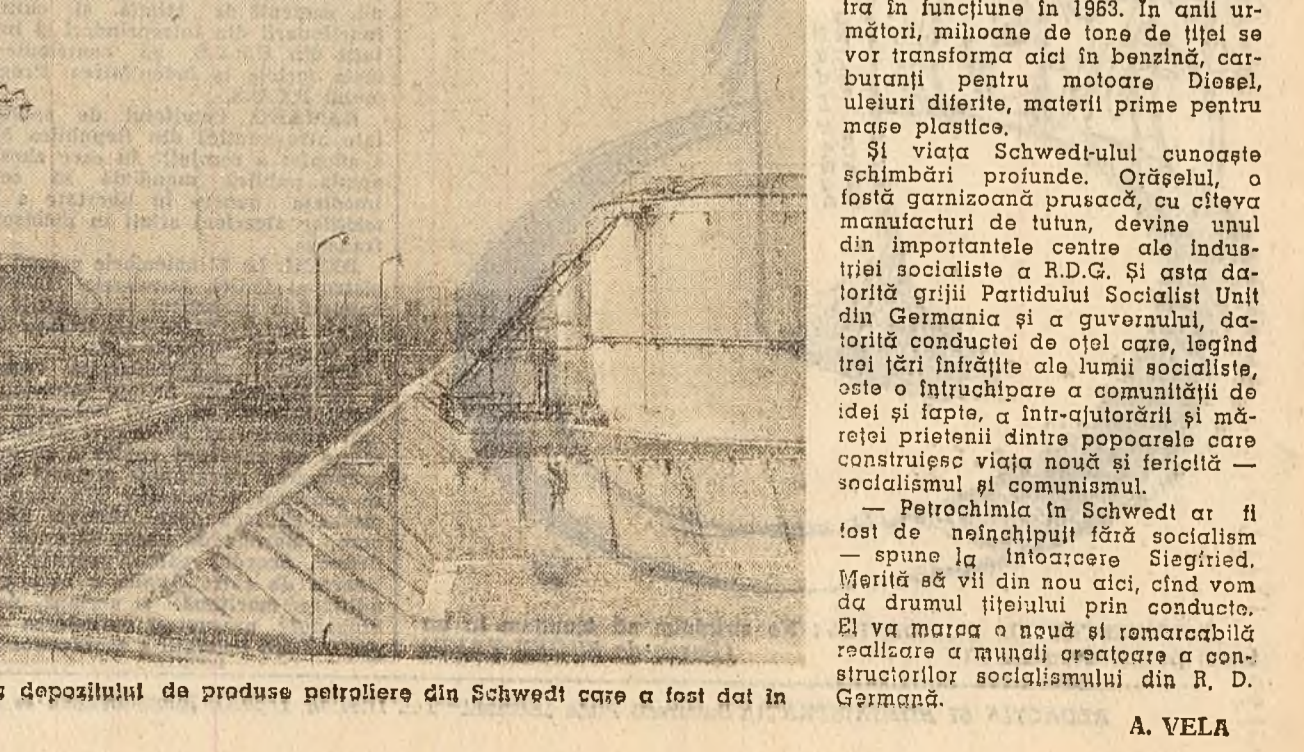 tra în funcțiune în 1963. In anii ur-
mători, milioane de tone de țiței se
vor transforma aici în benzină, car-
buranți pentru motoare Diesel,
uleiuri diferite, materii prime pentru
mase plastice.
Și viața Schwedt-ului cunoaște
schimbări profunde. Orășelul, o
fostă garnizoană prusacă, cu cîteva
manufacturi de tutun, devine unul
din importantele centre ale indus-
triei socialiste a R.D.G. Și asta da-
torită grijii Partidului Socialist Unit
din Germania și a guvernului, da-
torită conductei de oțel care, legînd
trei țări înfrățite ale lumii socialiste,
este o întruchipare a comunității de
idei și fapte, a într-ajutorării și mă-
reței prietenii dintre popoarele care
construiesc viața nouă și fericită —
socialismul și comunismul.
— Petrochimia în Schwedt ar fi
fost de neînchipuit fără socialism
— spune la întoarcere Siegfried.
Merită să vii din nou aici, cînd vom
da drumul țițeiului prin conducte.
El va marca o nouă și remarcabilă
realizare a muncii creatoare a con-
structorilor socialismului din R. D.
Germană.
A. VELA
depozitului de produse petroliere din Schwedt care a fost dat în